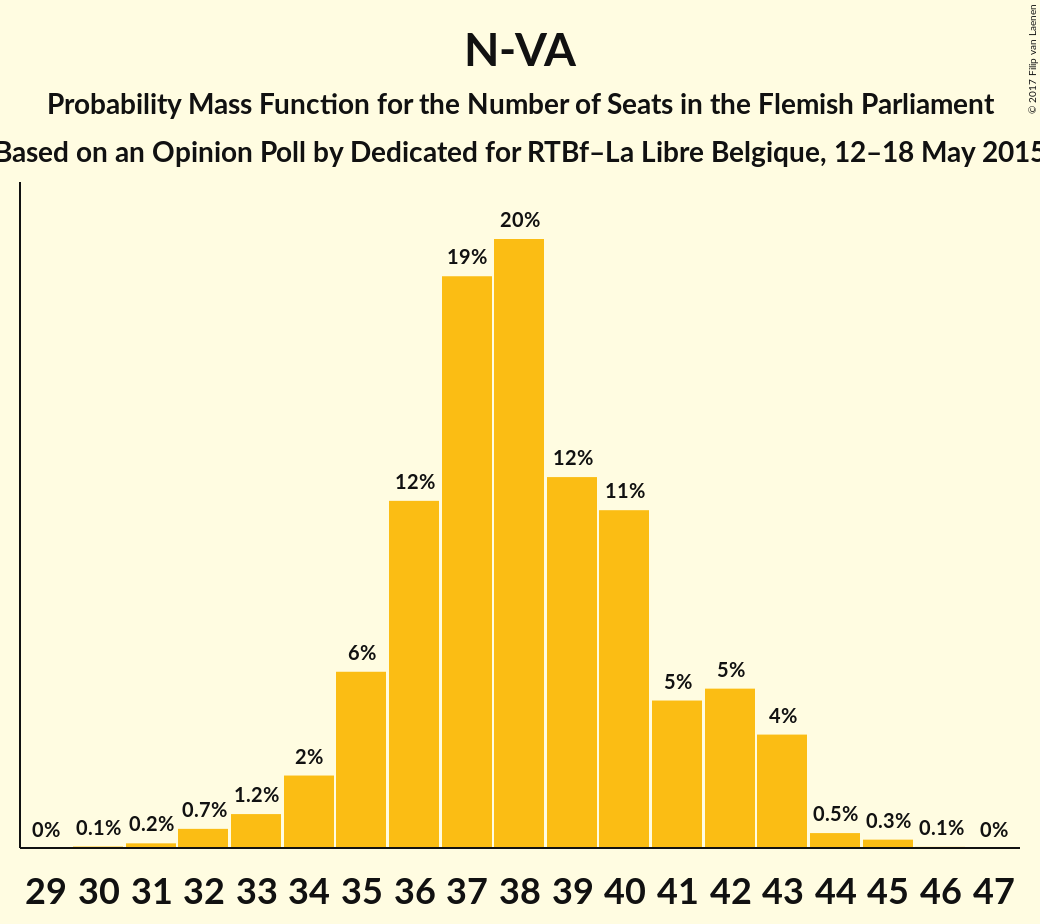 N-VA
Probability Mass Function for the Number of Seats in the Flemish Parliament
Based on an Opinion Poll by Dedicated for RTBf–La Libre Belgique, 12–18 May 2015
© 2017 Filip van Laenen
0% 0.1% 0.2% 0.7% 1.2% 2% 6% 12% 19% 20% 12% 11% 5% 5% 4% 0.5% 0.3% 0.1% 0%
29 30 31 32 33 34 35 36 37 38 39 40 41 42 43 44 45 46 47